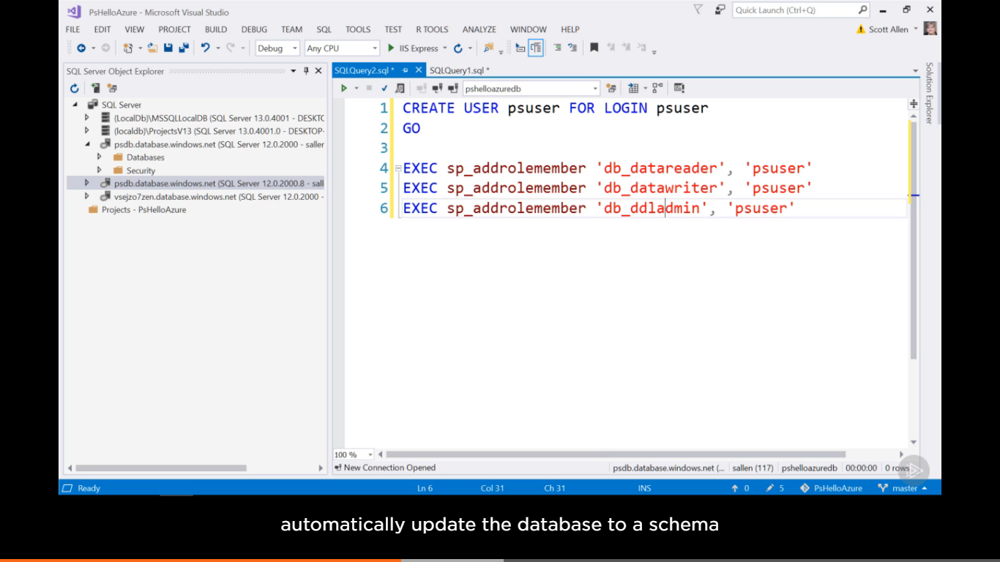 PsHelloAzure - Microsoft Visual Studio
Quick Launch (Ctrl+Q)
FILE EDIT VIEW PROJECT BUILD DEBUG TEAM SQL TOOLS TEST R TOOLS ANALYZE WINDOW HELP
Scott Allen
Debug Any CPU IIS Express
SQL Server Object Explorer
SQLQuery2.sql * SQLQuery1.sql *
Solution Explorer
pshelloazuredb
SQL Server
(LocalDb)\MSSQLLocalDB (SQL Server 13.0.4001 - DESKTC
(localdb)\ProjectsV13 (SQL Server 13.0.4001.0 - DESKTOP-
psdb.database.windows.net (SQL Server 12.0.2000 - saller
Databases
Security
psdb.database.windows.net (SQL Server 12.0.2000.8 - sall
vsejzo7zen.database.windows.net (SQL Server 12.0.2000 -
Projects - PsHelloAzure
1 CREATE USER psuser FOR LOGIN psuser
2 GO
3
4 EXEC sp_addrolemember 'db_datareader', 'psuser'
5 EXEC sp_addrolemember 'db_datawriter', 'psuser'
6 EXEC sp_addrolemember 'db_ddladmin', 'psuser'
100 %
New Connection Opened psdb.database.windows.net (... sallen (117) pshelloazuredb 00:00:00 0 rows
Ready Ln 6 Col 31 Ch 31 INS 0 5 PsHelloAzure master
automatically update the database to a schema